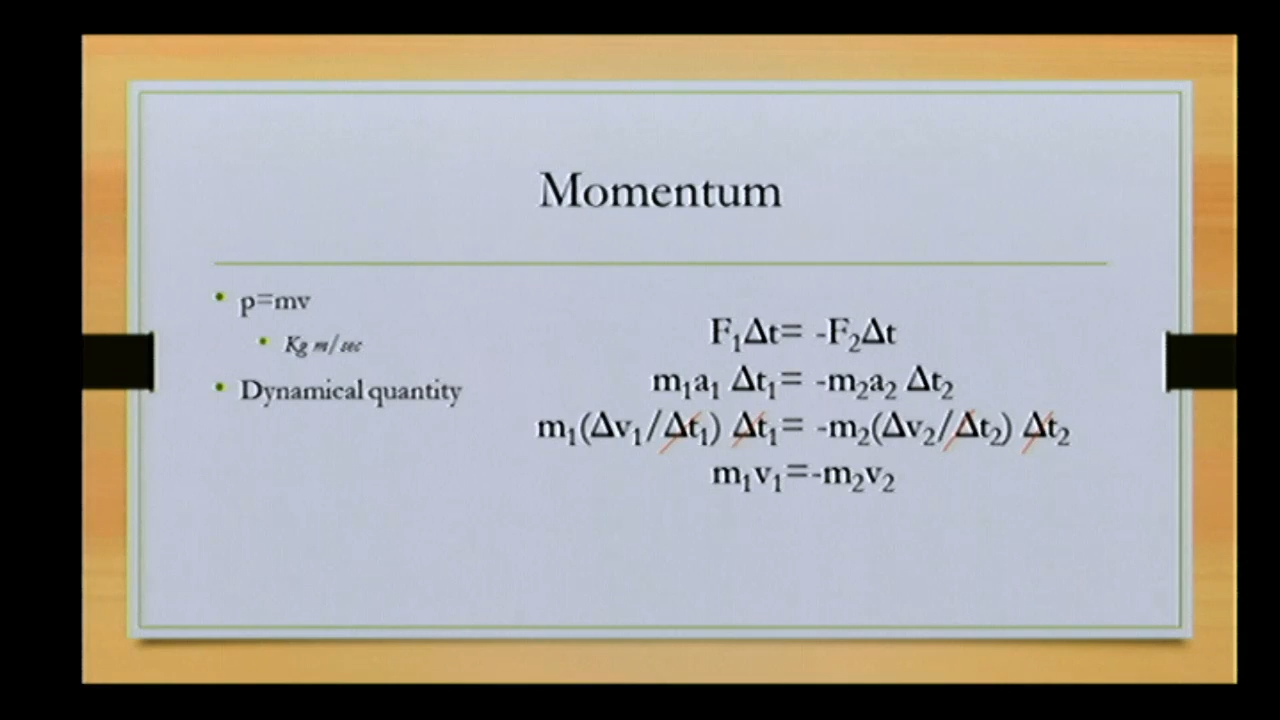 Momentum
• p=mv
• Kg m/sec
• Dynamical quantity
F₁Δt= -F₂Δt
m₁a₁ Δt₁= -m₂a₂ Δt₂
m₁(Δv₁/Δt₁) Δt₁= -m₂(Δv₂/Δt₂) Δt₂
m₁v₁=-m₂v₂